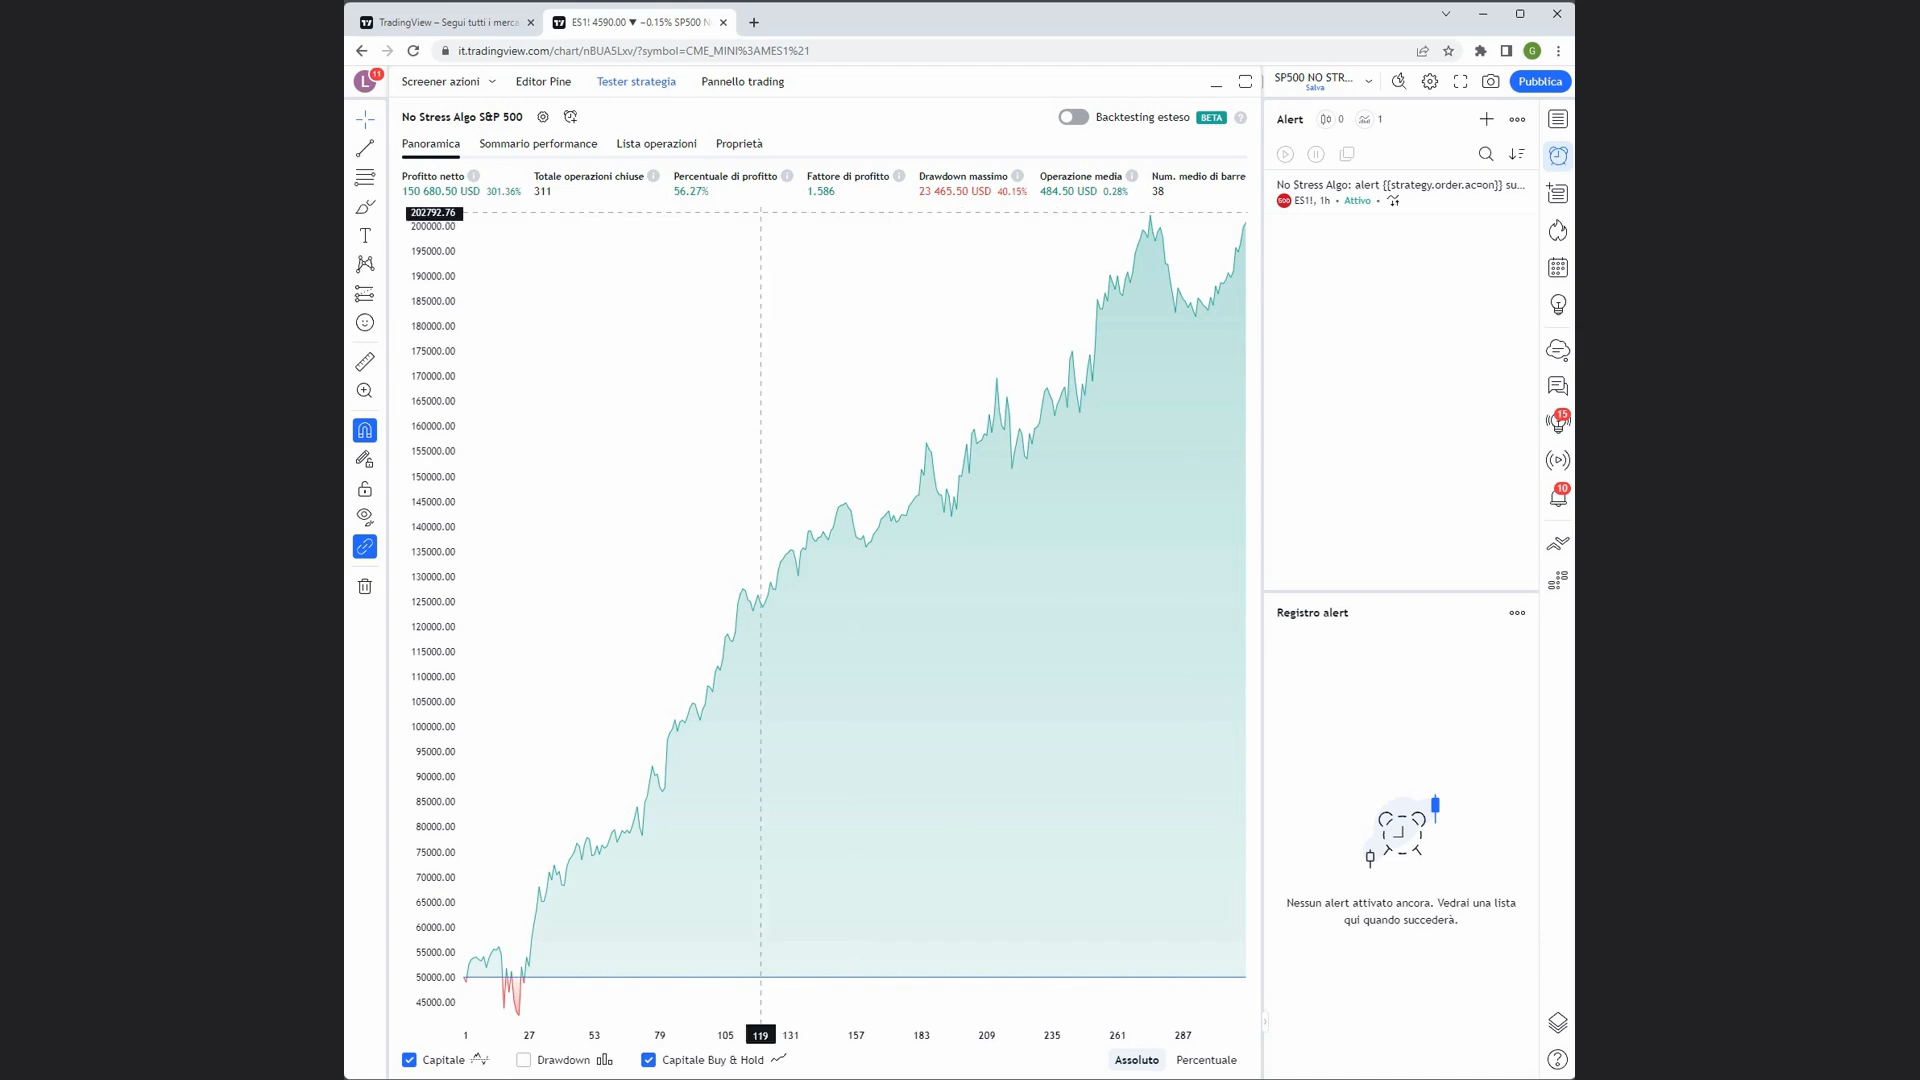 TradingView – Segui tutti i merca
ES1! 4590.00 ▼ −0.15% SP500 N
it.tradingview.com/chart/nBUA5Lxv/?symbol=CME_MINI%3AMES1%21
G
L
11
Screener azioni
Editor Pine
Tester strategia
Pannello trading
SP500 NO STR...
Salva
Pubblica
No Stress Algo S&P 500
Backtesting esteso
BETA
Alert
0
1
Panoramica
Sommario performance
Lista operazioni
Proprietà
Profitto netto
Totale operazioni chiuse
Percentuale di profitto
Fattore di profitto
Drawdown massimo
Operazione media
Num. medio di barre
150 680.50 USD 301.36%
311
56.27%
1.586
23 465.50 USD 40.15%
484.50 USD 0.28%
38
No Stress Algo: alert {{strategy.order.ac=on}} su...
500
ES1!, 1h • Attivo •
202792.76
200000.00
195000.00
190000.00
185000.00
180000.00
175000.00
170000.00
165000.00
160000.00
155000.00
150000.00
145000.00
140000.00
135000.00
130000.00
125000.00
120000.00
115000.00
110000.00
105000.00
100000.00
95000.00
90000.00
85000.00
80000.00
75000.00
70000.00
65000.00
60000.00
55000.00
50000.00
45000.00
1
27
53
79
105
119
131
157
183
209
235
261
287
Capitale
Drawdown
Capitale Buy & Hold
Assoluto
Percentuale
Registro alert
Nessun alert attivato ancora. Vedrai una lista
qui quando succederà.
15
10